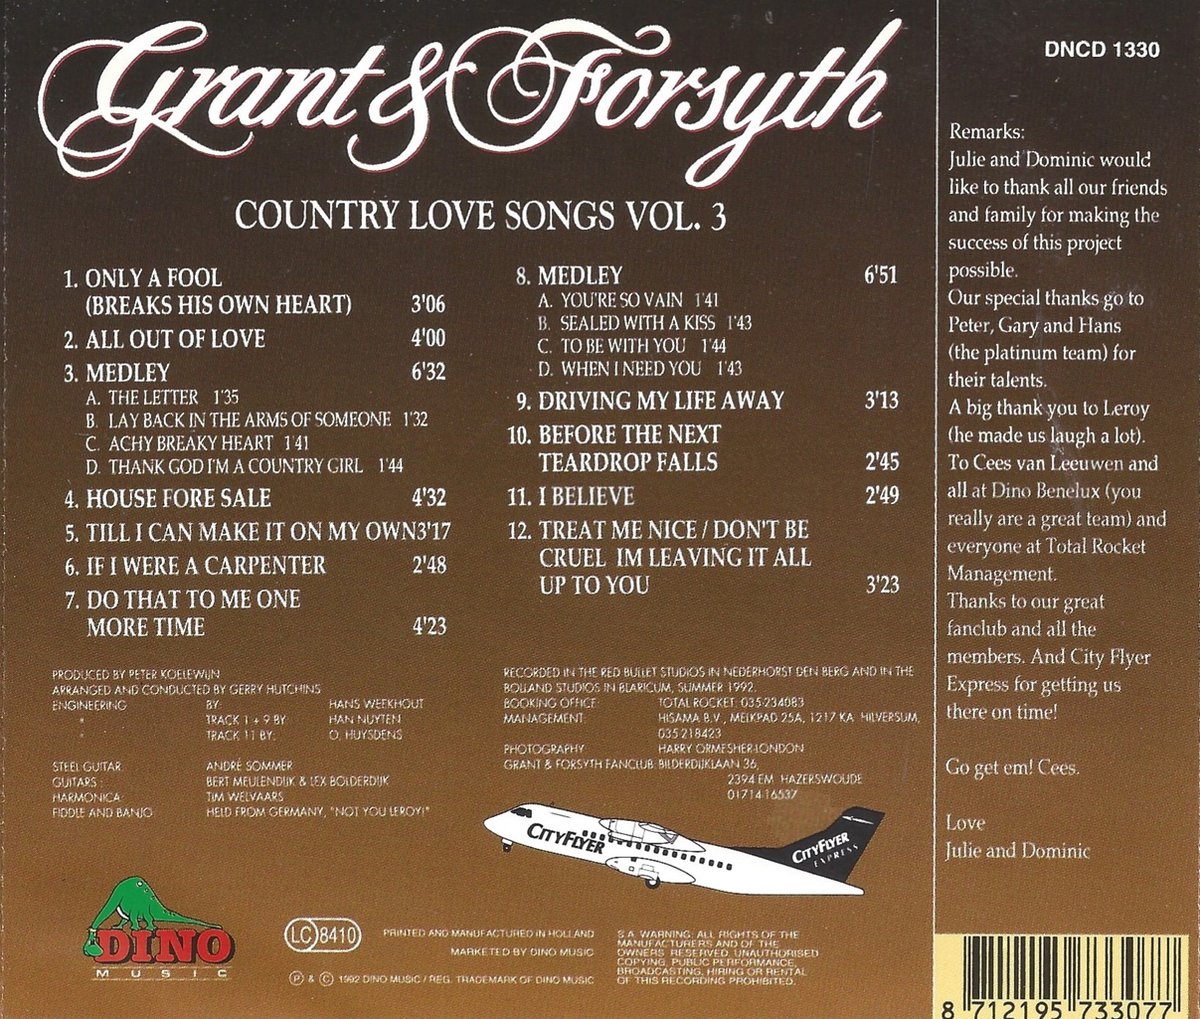 Grant & Forsyth
COUNTRY LOVE SONGS VOL. 3
1. ONLY A FOOL
(BREAKS HIS OWN HEART) 3'06
2. ALL OUT OF LOVE 4'00
3. MEDLEY 6'32
A. THE LETTER 1'35
B. LAY BACK IN THE ARMS OF SOMEONE 1'32
C. ACHY BREAKY HEART 1'41
D. THANK GOD I'M A COUNTRY GIRL 1'44
4. HOUSE FORE SALE 4'32
5. TILL I CAN MAKE IT ON MY OWN 3'17
6. IF I WERE A CARPENTER 2'48
7. DO THAT TO ME ONE
MORE TIME 4'23
8. MEDLEY 6'51
A. YOU'RE SO VAIN 1'41
B. SEALED WITH A KISS 1'43
C. TO BE WITH YOU 1'44
D. WHEN I NEED YOU 1'43
9. DRIVING MY LIFE AWAY 3'13
10. BEFORE THE NEXT
TEARDROP FALLS 2'45
11. I BELIEVE 2'49
12. TREAT ME NICE / DON'T BE
CRUEL IM LEAVING IT ALL
UP TO YOU 3'23
PRODUCED BY PETER KOELEWIJN
ARRANGED AND CONDUCTED BY GERRY HUTCHINS
ENGINEERING BY: HANS WEEKHOUT
" TRACK 1 + 9 BY: HAN NUYTEN
TRACK 11 BY: O. HUYSDENS
STEEL GUITAR: ANDRÉ SOMMER
GUITARS: BERT MEULENDIJK & LEX BOLDERDIJK
HARMONICA: TIM WELVAARS
FIDDLE AND BANJO HELD FROM GERMANY, "NOT YOU LEROY!"
RECORDED IN THE RED BULLET STUDIOS IN NEDERHORST DEN BERG AND IN THE
BOLLAND STUDIOS IN BLARICUM, SUMMER 1992.
BOOKING OFFICE: TOTAL ROCKET: 035-234083
MANAGEMENT: HISAMA B.V., MELKPAD 25A, 1217 KA HILVERSUM,
035-218423
PHOTOGRAPHY HARRY ORMESHER-LONDON
GRANT & FORSYTH FANCLUB: BILDERDIJKLAAN 36,
2394 EM HAZERSWOUDE
01714-16537
CITYFLYER
CITYFLYER
EXPRESS
DINO
MUSIC
LC 8410
PRINTED AND MANUFACTURED IN HOLLAND
MARKETED BY DINO MUSIC
℗ & © 1992 DINO MUSIC / REG. TRADEMARK OF DINO MUSIC
S.A. WARNING: ALL RIGHTS OF THE
MANUFACTURERS AND OF THE
OWNERS RESERVED. UNAUTHORISED
COPYING, PUBLIC PERFORMANCE,
BROADCASTING, HIRING OR RENTAL
OF THIS RECORDING PROHIBITED.
DNCD 1330
Remarks:
Julie and Dominic would
like to thank all our friends
and family for making the
success of this project
possible.
Our special thanks go to
Peter, Gary and Hans
(the platinum team) for
their talents.
A big thank you to Leroy
(he made us laugh a lot).
To Cees van Leeuwen and
all at Dino Benelux (you
really are a great team) and
everyone at Total Rocket
Management.
Thanks to our great
fanclub and all the
members. And City Flyer
Express for getting us
there on time!
Go get em! Cees.
Love
Julie and Dominic
8 712195 733077